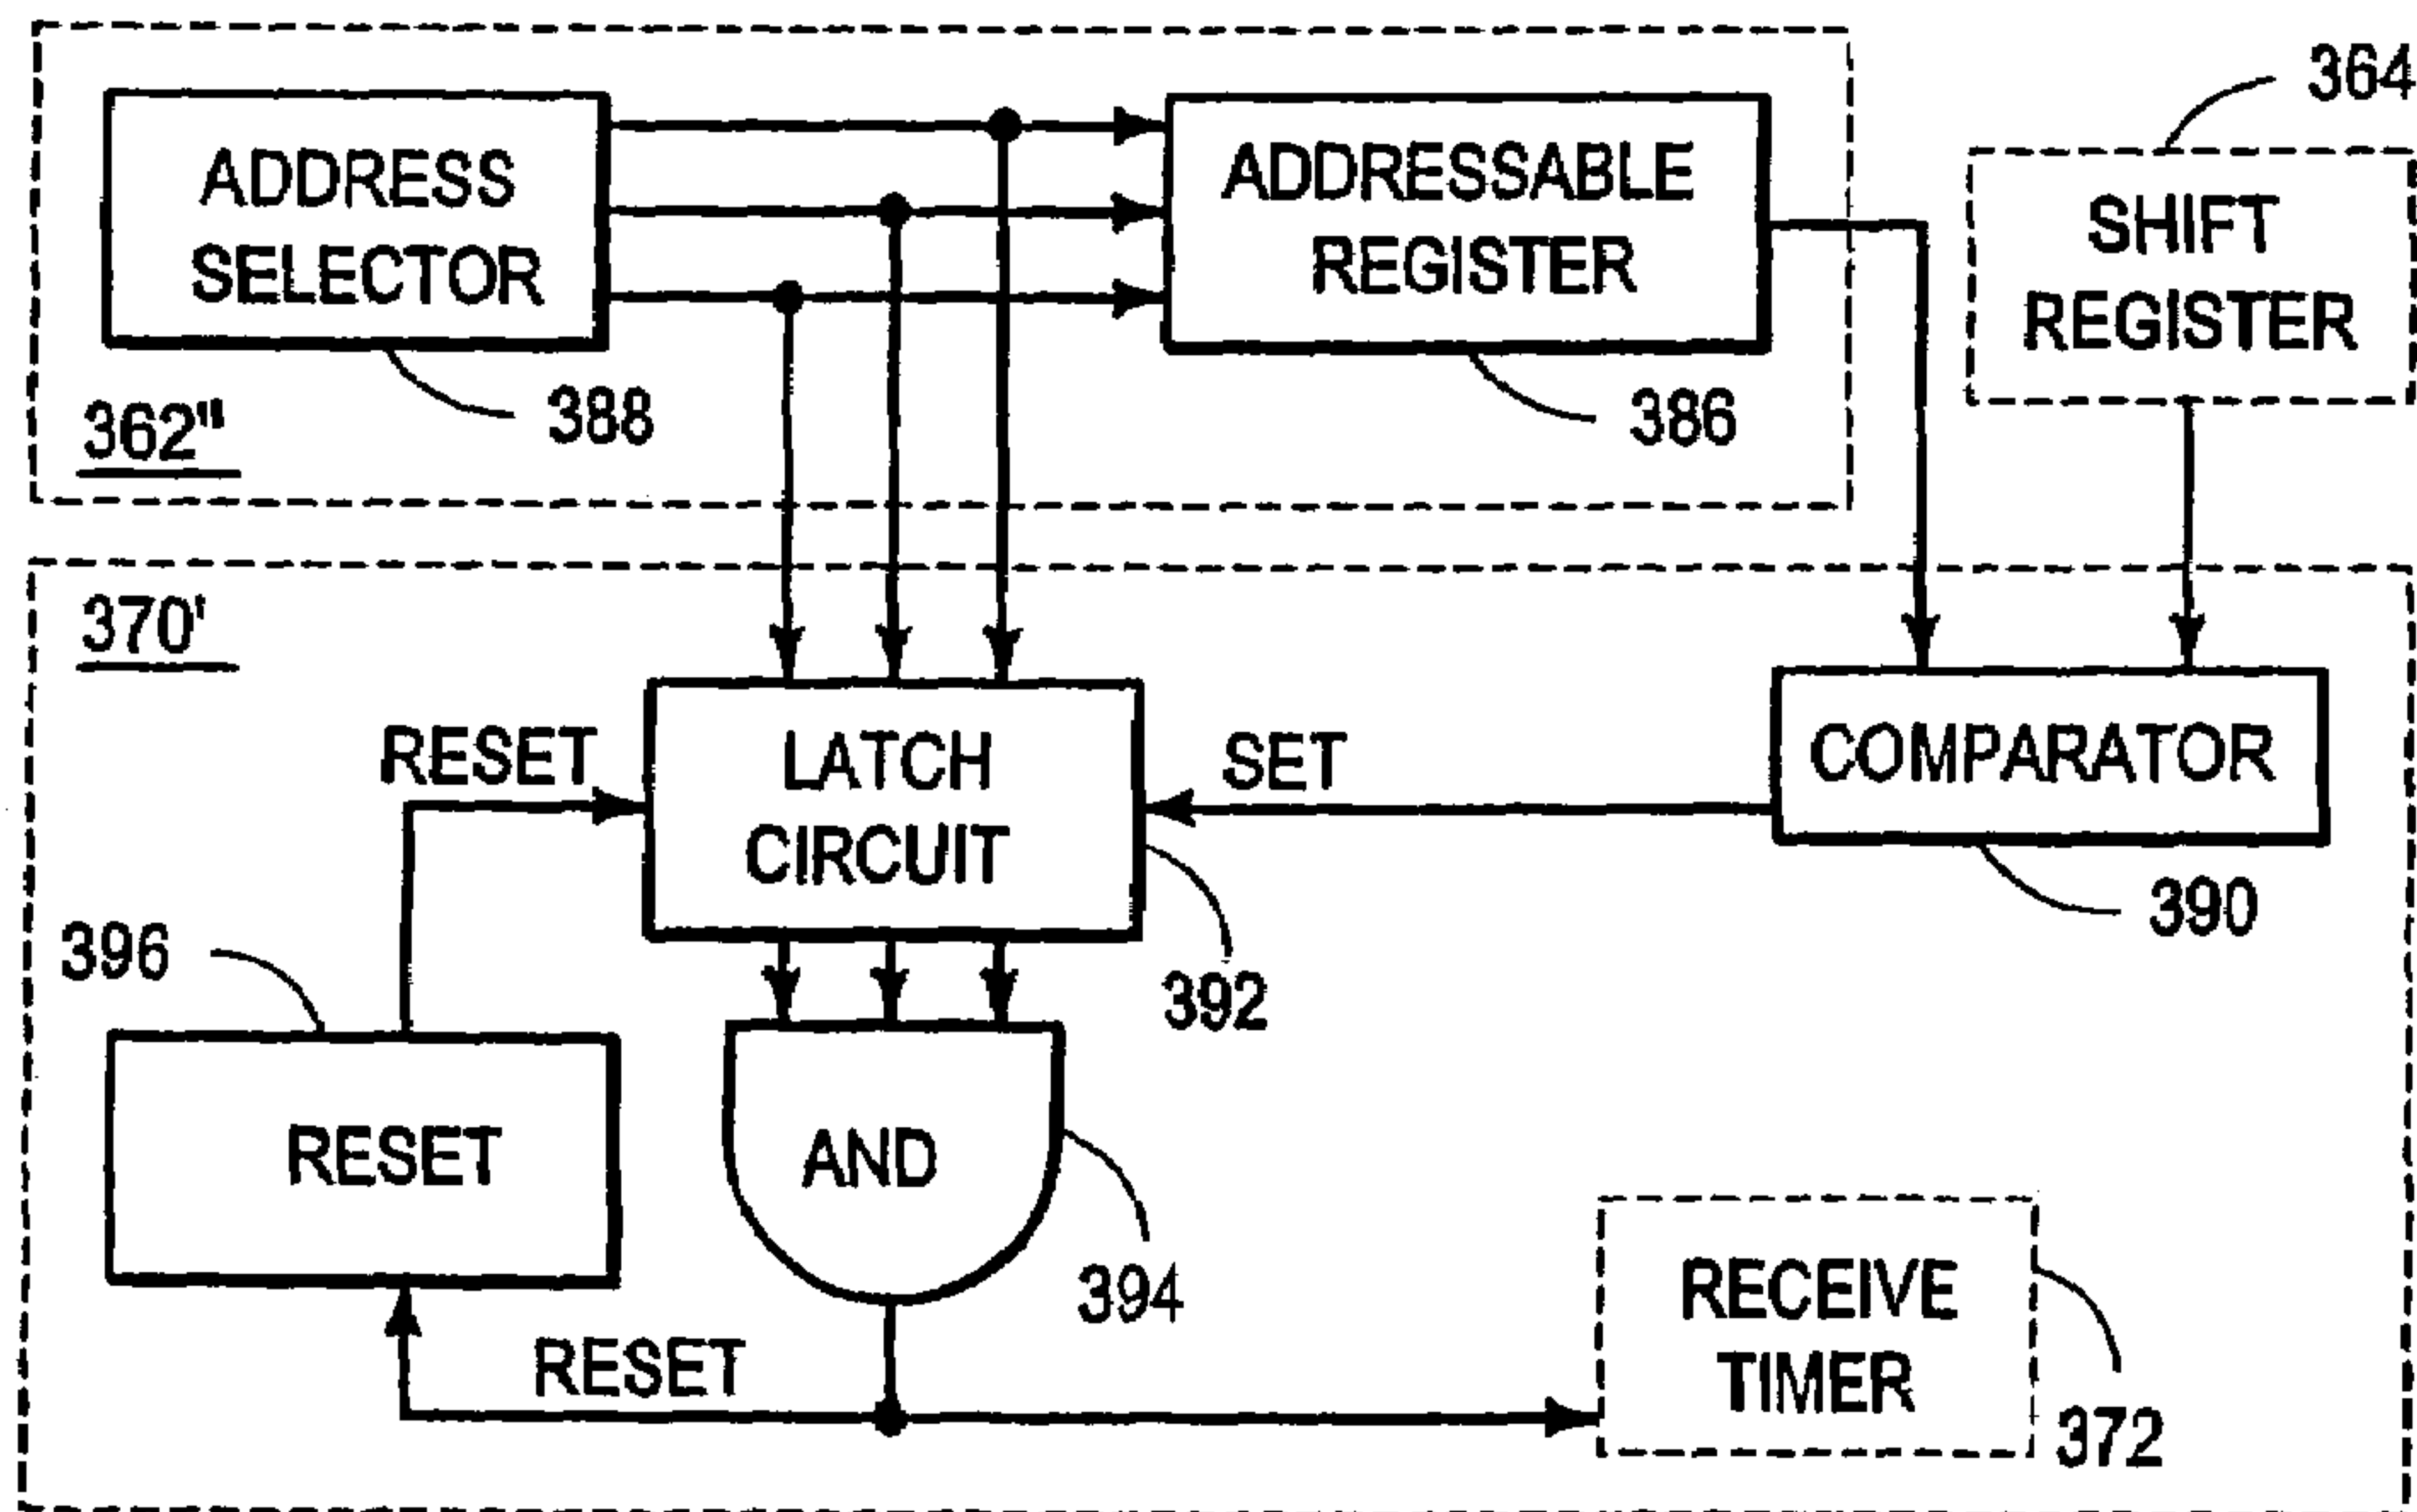 364
ADDRESS
SELECTOR
ADDRESSABLE
REGISTER
SHIFT
REGISTER
362"
388
386
370'
RESET
LATCH
CIRCUIT
SET
COMPARATOR
396
392
390
RESET
AND
394
RESET
RECEIVE
TIMER
372